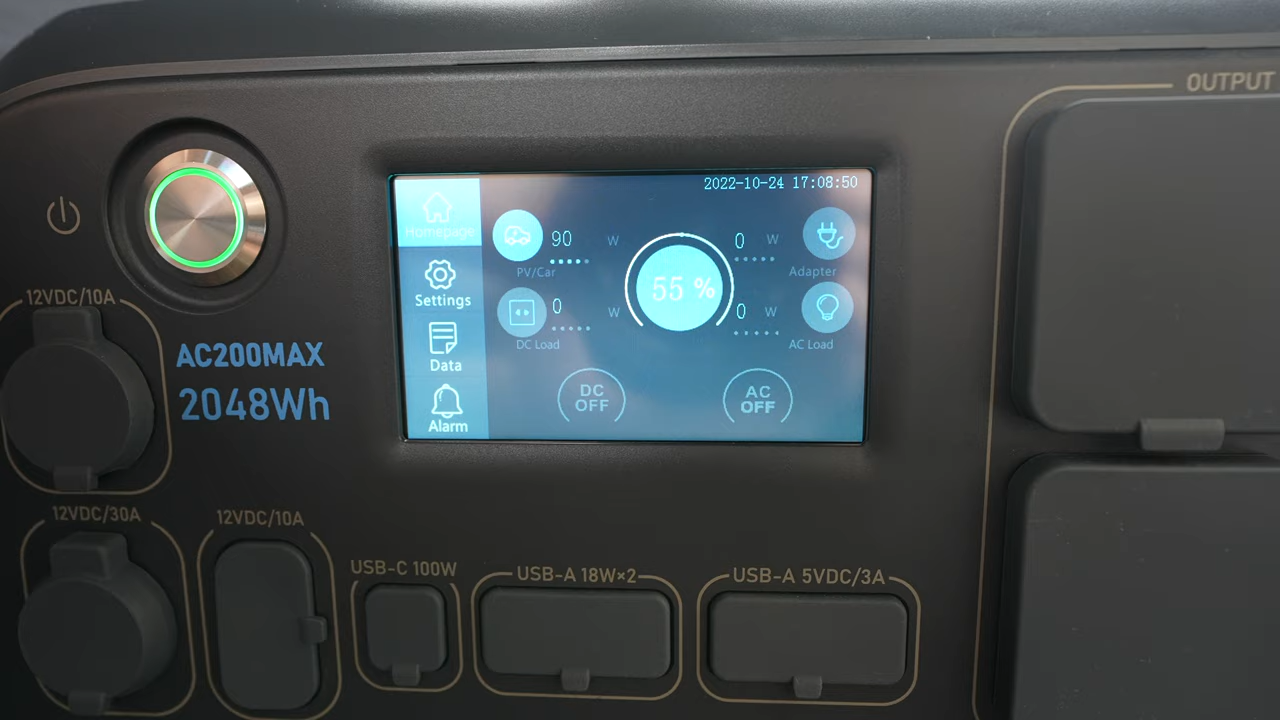 OUTPUT
2022-10-24 17:08:50
Homepage
90 W
PV/Car
0 W
Adapter
55 %
Settings
0 W
DC Load
0 W
AC Load
Data
DC
OFF
AC
OFF
Alarm
12VDC/10A
AC200MAX
2048Wh
12VDC/30A
12VDC/10A
USB-C 100W
USB-A 18W×2
USB-A 5VDC/3A